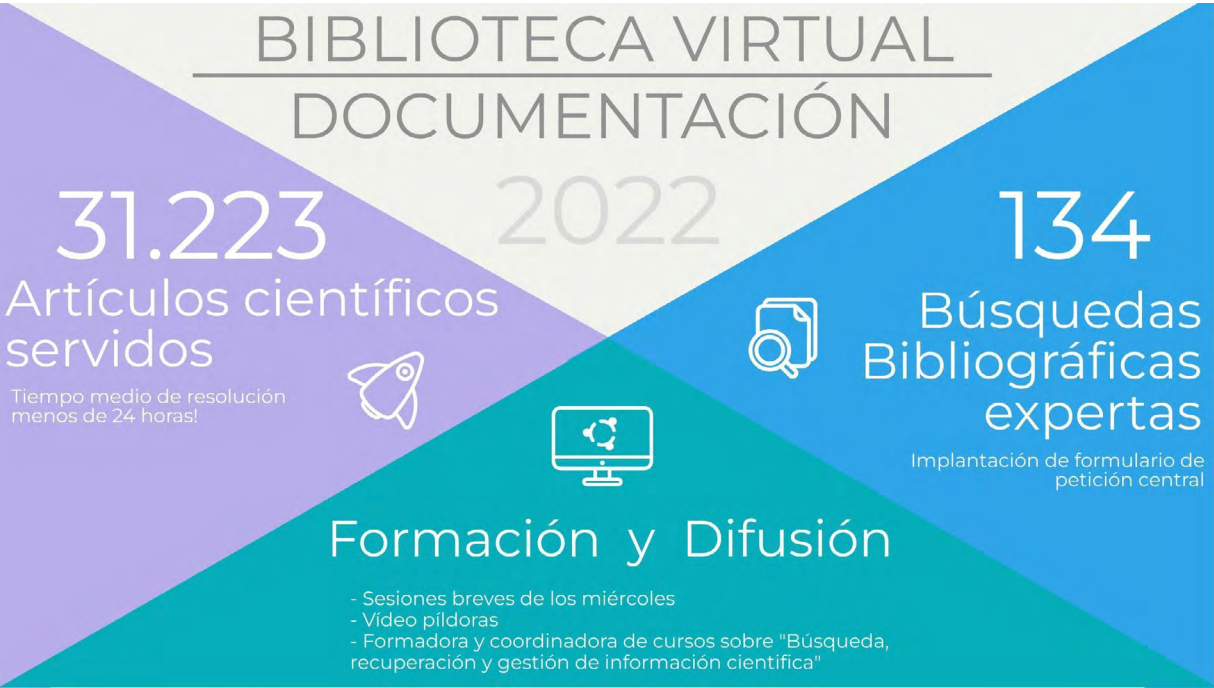 BIBLIOTECA VIRTUAL
DOCUMENTACIÓN
2022
31.223
Artículos científicos
servidos
Tiempo medio de resolución
menos de 24 horas!
134
Búsquedas
Bibliográficas
expertas
Implantación de formulario de
petición central
Formación y Difusión
- Sesiones breves de los miércoles
- Vídeo píldoras
- Formadora y coordinadora de cursos sobre "Búsqueda,
recuperación y gestión de información cientifica"